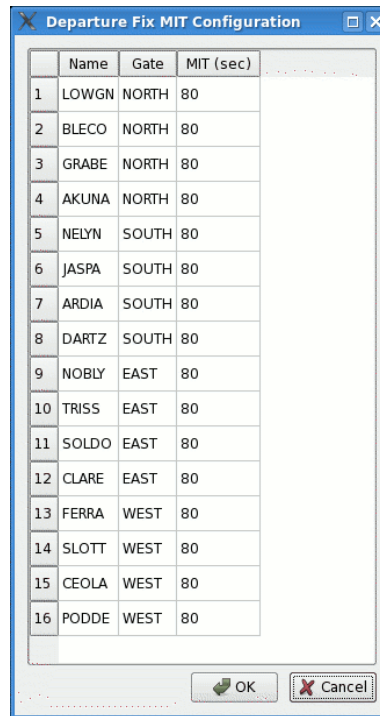 Departure Fix MIT Configuration
Name Gate MIT (sec)
1 LOWGN NORTH 80
2 BLECO NORTH 80
3 GRABE NORTH 80
4 AKUNA NORTH 80
5 NELYN SOUTH 80
6 JASPA SOUTH 80
7 ARDIA SOUTH 80
8 DARTZ SOUTH 80
9 NOBLY EAST 80
10 TRISS EAST 80
11 SOLDO EAST 80
12 CLARE EAST 80
13 FERRA WEST 80
14 SLOTT WEST 80
15 CEOLA WEST 80
16 PODDE WEST 80
OK Cancel